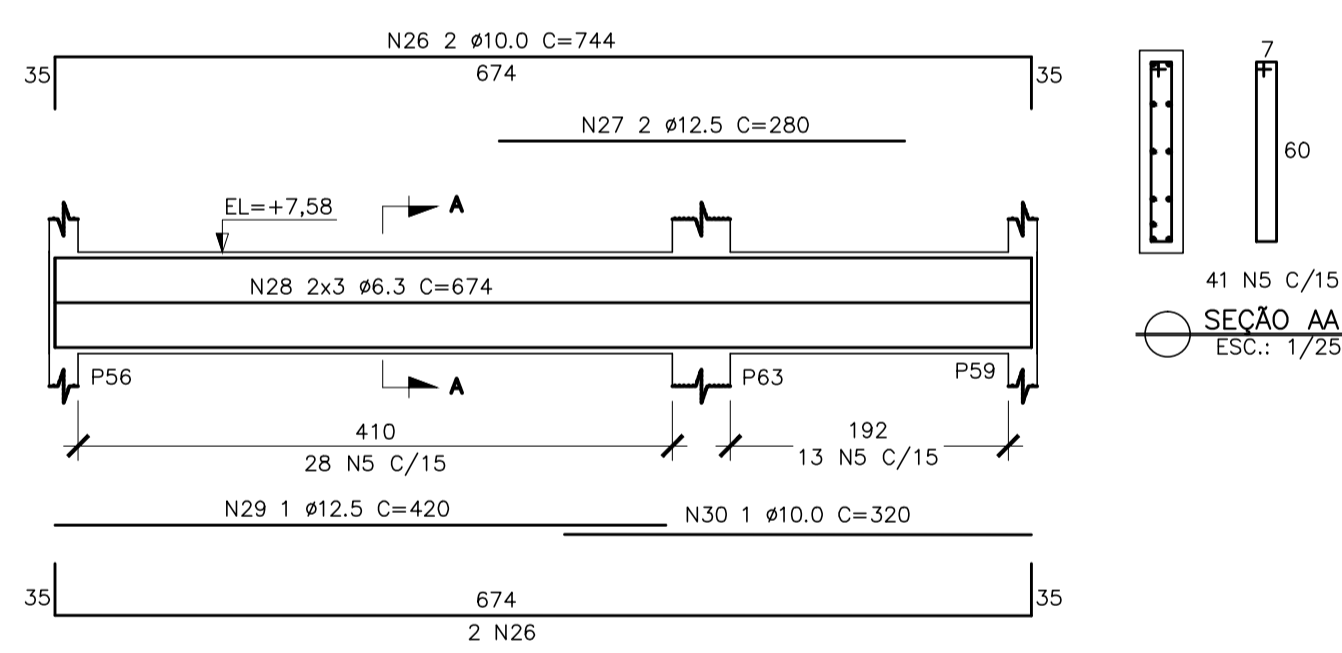 N26 2 ø10.0 C=744
35
674
35
N27 2 ø12.5 C=280
7
60
EL=+7,58
A
N28 2x3 ø6.3 C=674
41 N5 C/15
SEÇÃO AA
ESC.: 1/25
P56
A
P63
P59
410
28 N5 C/15
192
13 N5 C/15
N29 1 ø12.5 C=420
N30 1 ø10.0 C=320
35
674
35
2 N26